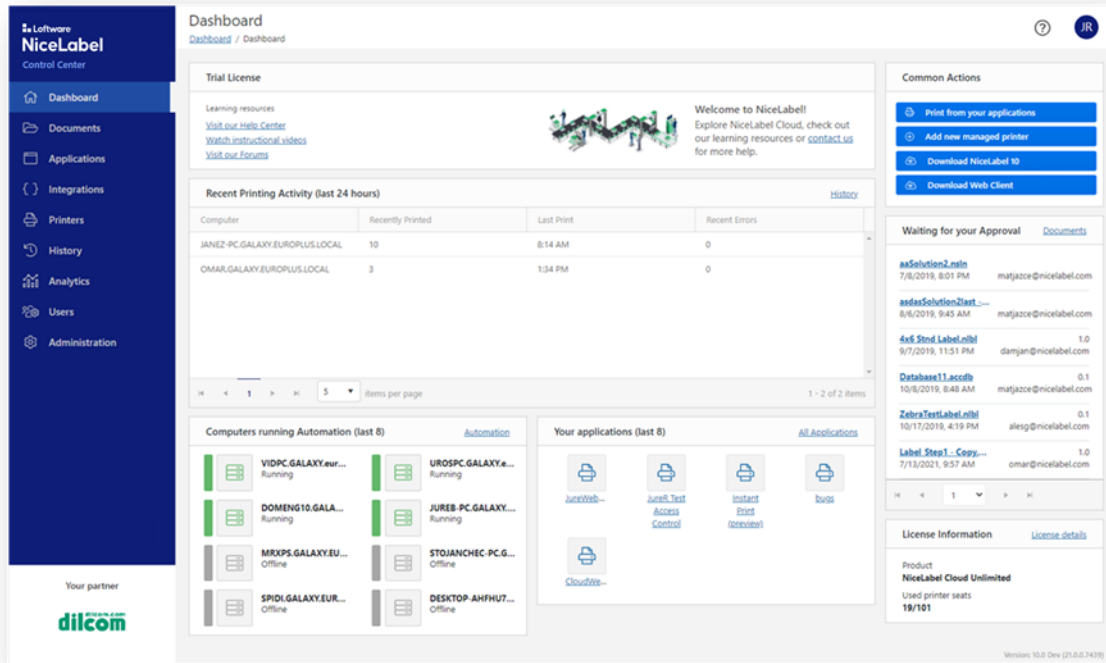 Loftware
NiceLabel
Control Center
Dashboard
Documents
Applications
Integrations
Printers
History
Analytics
Users
Administration
Your partner
dilcom
Dashboard
Dashboard / Dashboard
JR
Trial License
Learning resources
Visit our Help Center
Watch instructional videos
Visit our Forums
Welcome to NiceLabel!
Explore NiceLabel Cloud, check out
our learning resources or contact us
for more help.
Recent Printing Activity (last 24 hours) History
Computer Recently Printed Last Print Recent Errors
JANEZ-PC.GALAXY.EUROPLUS.LOCAL 10 8:14 AM 0
OMAR.GALAXY.EUROPLUS.LOCAL 3 1:34 PM 0
1 5 items per page 1 - 2 of 2 items
Computers running Automation (last 8) Automation
VIDPC.GALAXY.eur... UROSPC.GALAXY.e...
Running Running
DOMENG10.GALA... JUREB-PC.GALAXY....
Running Running
MRXPS.GALAXY.EU... STOJANCHEC-PC.G...
Offline Offline
SPIDI.GALAXY.EUR... DESKTOP-AHFHU7...
Offline Offline
Your applications (last 8) All Applications
JureWeb... JureR Test Instant bugs
Access Print
Control (preview)
CloudWe...
Common Actions
Print from your applications
Add new managed printer
Download NiceLabel 10
Download Web Client
Waiting for your Approval Documents
aaSolution2.nsln
7/8/2019, 8:01 PM matjazce@nicelabel.com
asdasSolution2last -...
8/6/2019, 9:45 AM matjazce@nicelabel.com
4x6 Stnd Label.nlbl 1.0
9/7/2019, 11:51 PM damjan@nicelabel.com
Database11.accdb 0.1
10/8/2019, 8:48 AM matjazce@nicelabel.com
ZebraTestLabel.nlbl 0.1
10/17/2019, 4:19 PM alesg@nicelabel.com
Label Step1 - Copy,... 1.0
7/13/2021, 9:57 AM omar@nicelabel.com
1
License Information License details
Product
NiceLabel Cloud Unlimited
Used printer seats
19/101
Version: 10.0 Dev (21.0.0.7439)